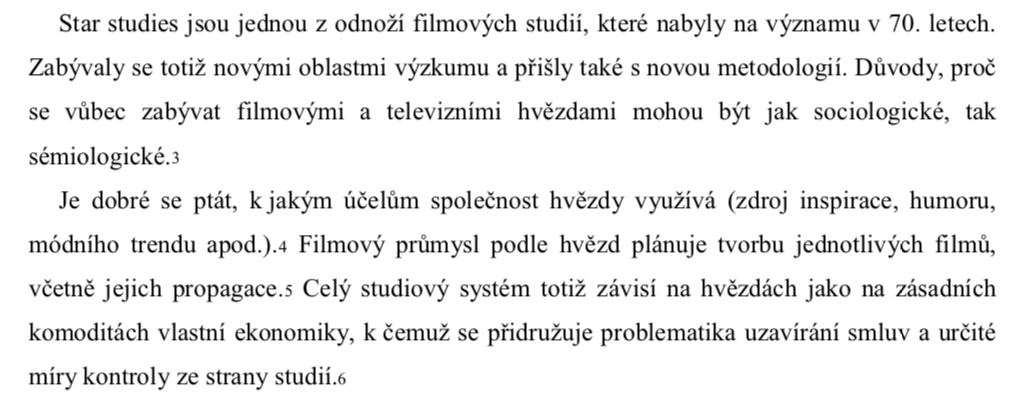 Star studies jsou jednou z odnoží filmových studií, které nabyly na významu v 70. letech.
Zabývaly se totiž novými oblastmi výzkumu a přišly také s novou metodologií. Důvody, proč
se vůbec zabývat filmovými a televizními hvězdami mohou být jak sociologické, tak
sémiologické.3
Je dobré se ptát, k jakým účelům společnost hvězdy využívá (zdroj inspirace, humoru,
módního trendu apod.).4 Filmový průmysl podle hvězd plánuje tvorbu jednotlivých filmů,
včetně jejich propagace.5 Celý studiový systém totiž závisí na hvězdách jako na zásadních
komoditách vlastní ekonomiky, k čemuž se přidružuje problematika uzavírání smluv a určité
míry kontroly ze strany studií.6